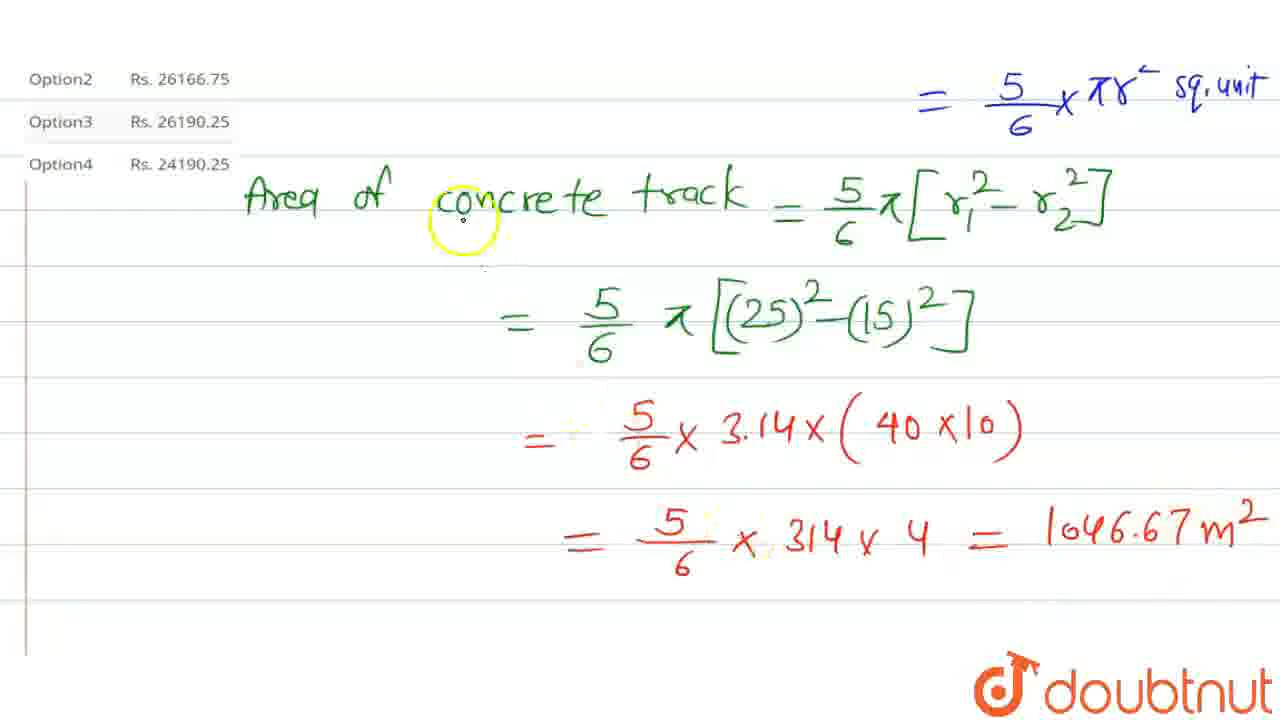 Option2 Rs. 26166.75
= 5/6 × πr² sq. unit
Option3 Rs. 26190.25
Option4 Rs. 24190.25
Area of concrete track = 5/6 π [r₁² - r₂²]
= 5/6 π [(25)² - (15)²]
= 5/6 × 3.14 × (40 × 10)
= 5/6 × 314 × 4 = 1046.67 m²
doubtnut